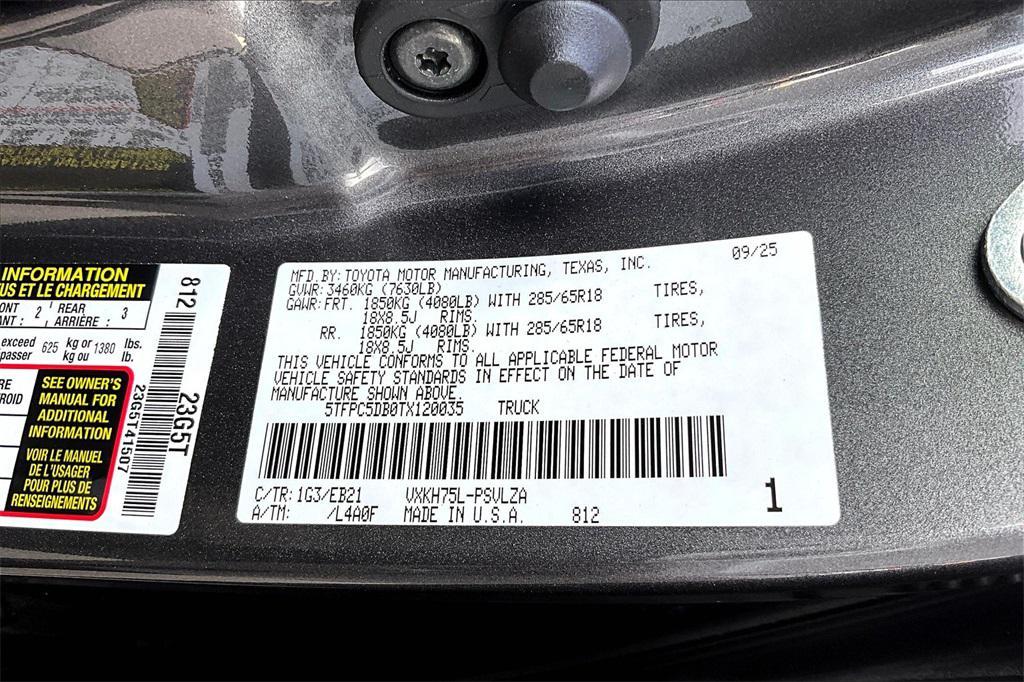 INFORMATION
US ET LE CHARGEMENT
ONT 2 REAR 3
ANT : ARRIÈRE :
exceed 625 kg or 1380 lbs.
passer kg ou lb.
RE
ROID
SEE OWNER'S
MANUAL FOR
ADDITIONAL
INFORMATION
VOIR LE MANUEL
DE L'USAGER
POUR PLUS DE
RENSEIGNEMENTS
812
23G5T
23G5T41507
09/25
MFD.BY:TOYOTA MOTOR MANUFACTURING, TEXAS, INC.
GVWR:3460KG (7630LB)
GAWR:FRT. 1850KG (4080LB) WITH 285/65R18 TIRES,
18X8.5J RIMS.
RR. 1850KG (4080LB) WITH 285/65R18 TIRES,
18X8.5J RIMS.
THIS VEHICLE CONFORMS TO ALL APPLICABLE FEDERAL MOTOR
VEHICLE SAFETY STANDARDS IN EFFECT ON THE DATE OF
MANUFACTURE SHOWN ABOVE.
5TFPC5DB0TX120035 TRUCK
C/TR:1G3/EB21 VXKH75L-PSVLZA
A/TM: /L4A0F MADE IN U.S.A. 812
1